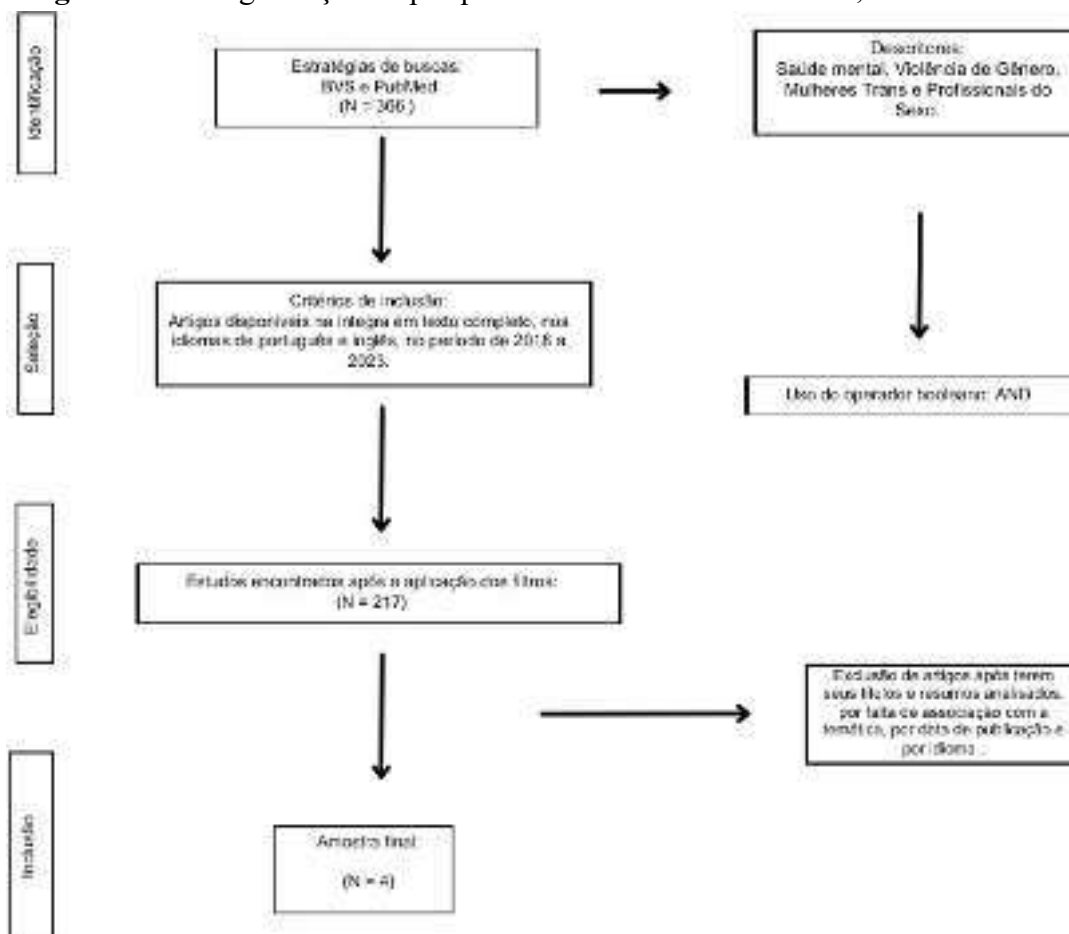 Identificação
Estratégias de buscas:
BVS e PubMed
(N = 366 )
Descritores:
Saúde mental, Violência de Gênero,
Mulheres Trans e Profissionais do
Sexo.
Seleção
Critérios de inclusão:
Artigos disponíveis na íntegra em texto completo, nos
idiomas de português e inglês, no período de 2018 a
2023.
Uso do operador booleano: AND
Elegibilidade
Estudos encontrados após a aplicação dos filtros:
(N = 217)
Exclusão de artigos após terem
seus títulos e resumos analisados,
por falta de associação com a
temática, por data de publicação e
por idioma .
Inclusão
Amostra final
(N = 4)